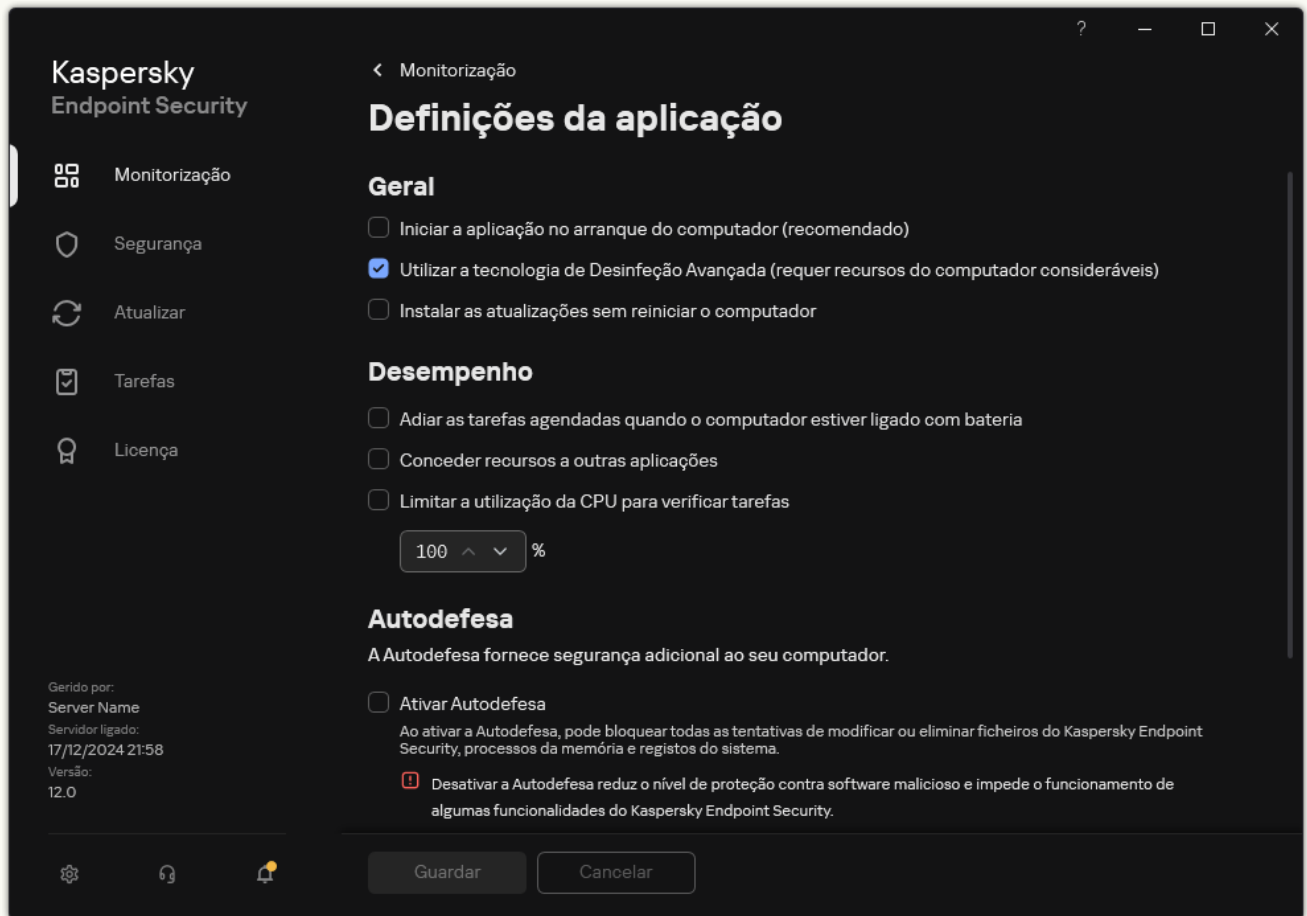 ?
Kaspersky
Endpoint Security
Monitorização
Segurança
Atualizar
Tarefas
Licença
Gerido por:
Server Name
Servidor ligado:
17/12/2024 21:58
Versão:
12.0
Monitorização
Definições da aplicação
Geral
Iniciar a aplicação no arranque do computador (recomendado)
Utilizar a tecnologia de Desinfeção Avançada (requer recursos do computador consideráveis)
Instalar as atualizações sem reiniciar o computador
Desempenho
Adiar as tarefas agendadas quando o computador estiver ligado com bateria
Conceder recursos a outras aplicações
Limitar a utilização da CPU para verificar tarefas
100 %
Autodefesa
A Autodefesa fornece segurança adicional ao seu computador.
Ativar Autodefesa
Ao ativar a Autodefesa, pode bloquear todas as tentativas de modificar ou eliminar ficheiros do Kaspersky Endpoint
Security, processos da memória e registos do sistema.
Desativar a Autodefesa reduz o nível de proteção contra software malicioso e impede o funcionamento de
algumas funcionalidades do Kaspersky Endpoint Security.
Guardar
Cancelar